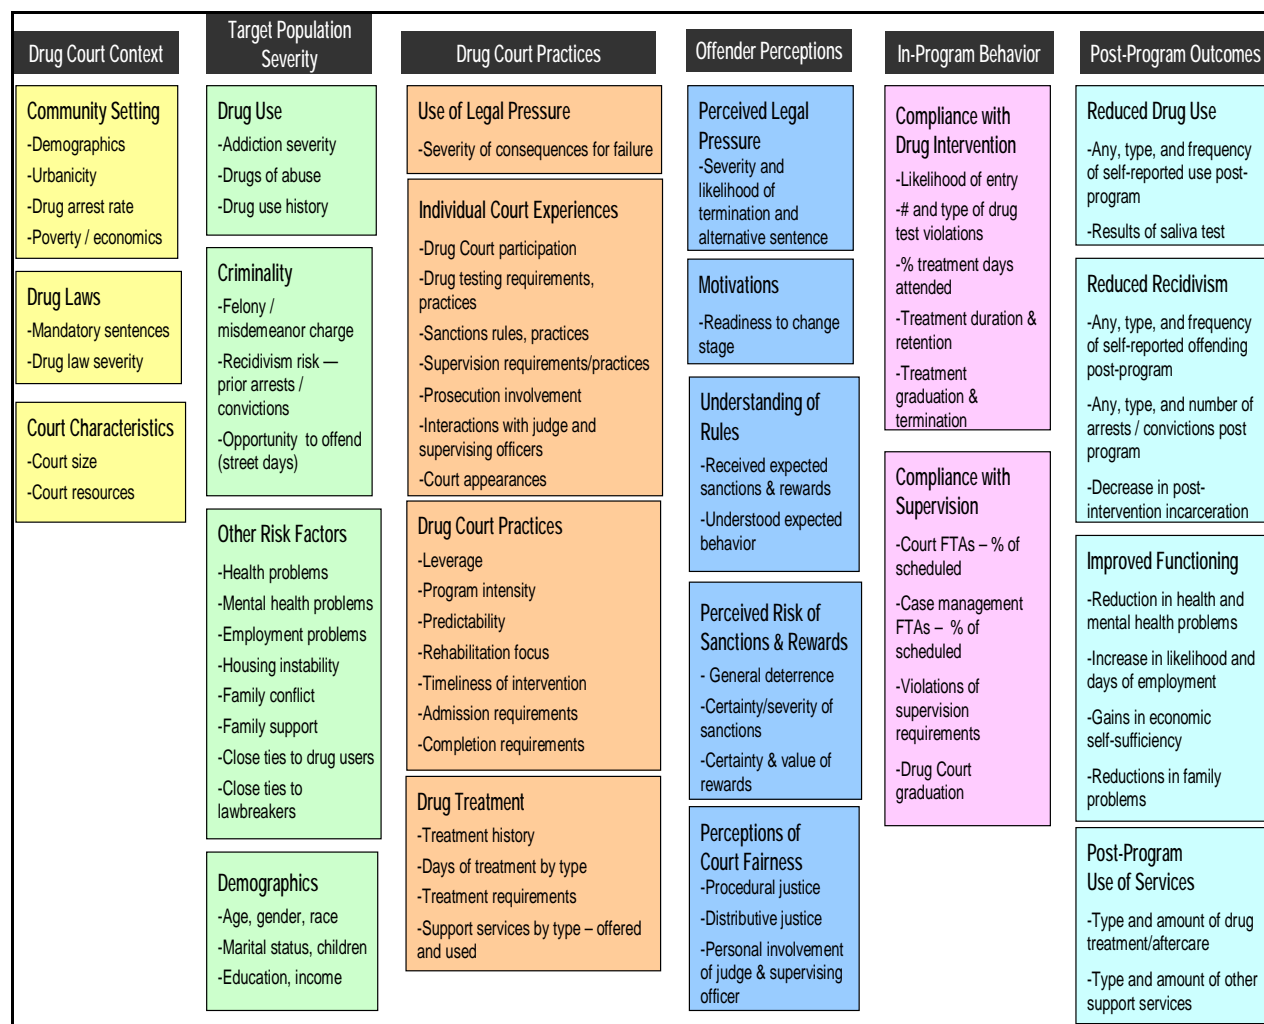 Drug Court Context
Community Setting
-Demographics
-Urbanicity
-Drug arrest rate
-Poverty / economics
Drug Laws
-Mandatory sentences
-Drug law severity
Court Characteristics
-Court size
-Court resources
Target Population
Severity
Drug Use
-Addiction severity
-Drugs of abuse
-Drug use history
Criminality
-Felony /
misdemeanor charge
-Recidivism risk —
prior arrests /
convictions
-Opportunity to offend
(street days)
Other Risk Factors
-Health problems
-Mental health problems
-Employment problems
-Housing instability
-Family conflict
-Family support
-Close ties to drug users
-Close ties to
lawbreakers
Demographics
-Age, gender, race
-Marital status, children
-Education, income
Drug Court Practices
Use of Legal Pressure
-Severity of consequences for failure
Individual Court Experiences
-Drug Court participation
-Drug testing requirements,
practices
-Sanctions rules, practices
-Supervision requirements/practices
-Prosecution involvement
-Interactions with judge and
supervising officers
-Court appearances
Drug Court Practices
-Leverage
-Program intensity
-Predictability
-Rehabilitation focus
-Timeliness of intervention
-Admission requirements
-Completion requirements
Drug Treatment
-Treatment history
-Days of treatment by type
-Treatment requirements
-Support services by type – offered
and used
Offender Perceptions
Perceived Legal
Pressure
-Severity and
likelihood of
termination and
alternative sentence
Motivations
-Readiness to change
stage
Understanding of
Rules
-Received expected
sanctions & rewards
-Understood expected
behavior
Perceived Risk of
Sanctions & Rewards
- General deterrence
-Certainty/severity of
sanctions
-Certainty & value of
rewards
Perceptions of
Court Fairness
-Procedural justice
-Distributive justice
-Personal involvement
of judge & supervising
officer
In-Program Behavior
Compliance with
Drug Intervention
-Likelihood of entry
-# and type of drug
test violations
-% treatment days
attended
-Treatment duration &
retention
-Treatment
graduation &
termination
Compliance with
Supervision
-Court FTAs – % of
scheduled
-Case management
FTAs – % of
scheduled
-Violations of
supervision
requirements
-Drug Court
graduation
Post-Program Outcomes
Reduced Drug Use
-Any, type, and frequency
of self-reported use post-
program
-Results of saliva test
Reduced Recidivism
-Any, type, and frequency
of self-reported offending
post-program
-Any, type, and number of
arrests / convictions post
program
-Decrease in post-
intervention incarceration
Improved Functioning
-Reduction in health and
mental health problems
-Increase in likelihood and
days of employment
-Gains in economic
self-sufficiency
-Reductions in family
problems
Post-Program
Use of Services
-Type and amount of drug
treatment/aftercare
-Type and amount of other
support services